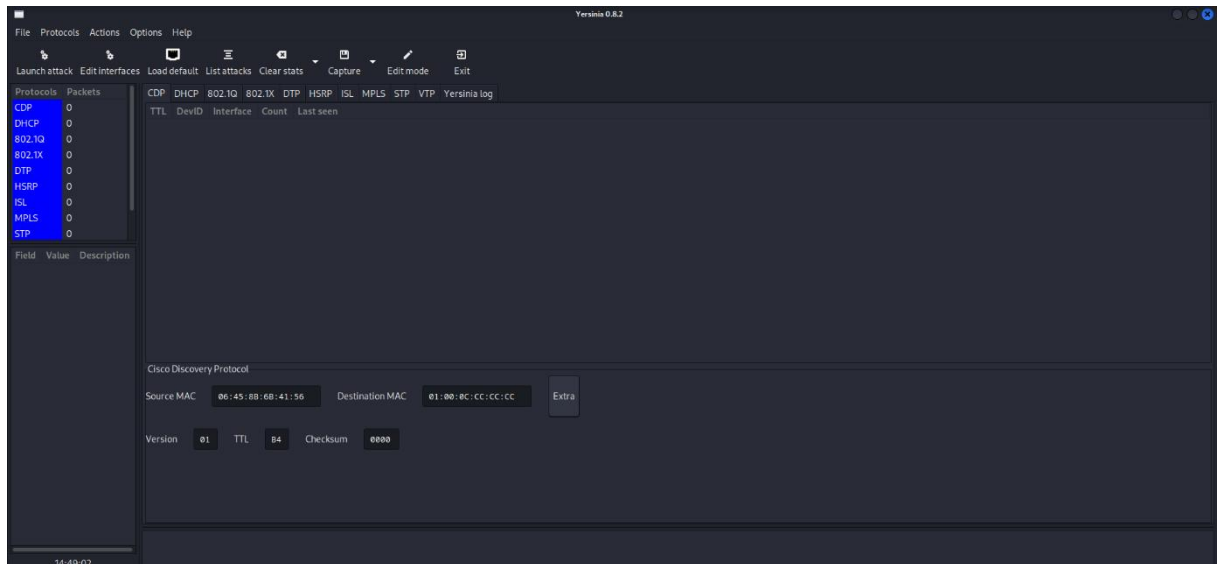 Yersinia 0.8.2
File Protocols Actions Options Help
Launch attack Edit interfaces Load default List attacks Clear stats Capture Edit mode Exit
Protocols Packets
CDP 0
DHCP 0
802.1Q 0
802.1X 0
DTP 0
HSRP 0
ISL 0
MPLS 0
STP 0
Field Value Description
CDP DHCP 802.1Q 802.1X DTP HSRP ISL MPLS STP VTP Yersinia log
TTL DevID Interface Count Last seen
Cisco Discovery Protocol
Source MAC 06:45:8B:6B:41:56 Destination MAC 01:00:0C:CC:CC:CC Extra
Version 01 TTL B4 Checksum 0000
14:49:02